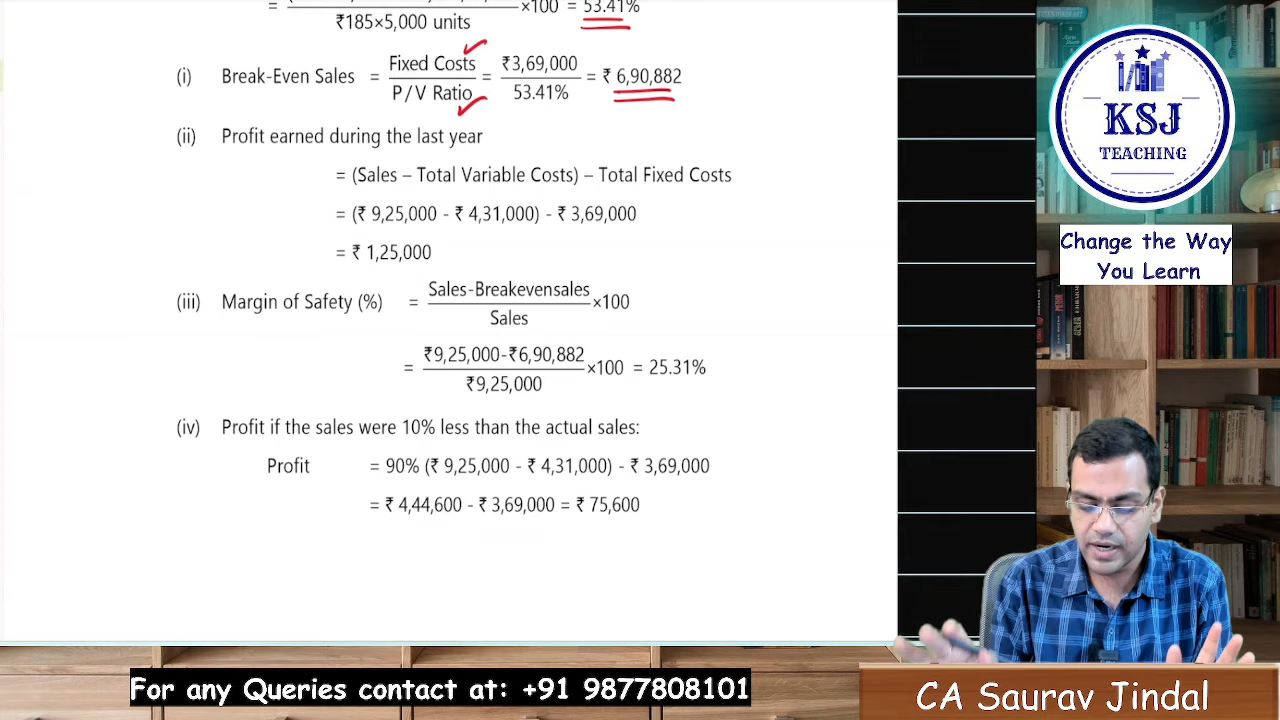 ×100 = 53.41%
₹185×5,000 units
(i) Break-Even Sales = Fixed Costs / P/V Ratio = ₹3,69,000 / 53.41% = ₹ 6,90,882
(ii) Profit earned during the last year
= (Sales – Total Variable Costs) – Total Fixed Costs
= (₹ 9,25,000 - ₹ 4,31,000) - ₹ 3,69,000
= ₹ 1,25,000
(iii) Margin of Safety (%) = Sales-Breakevensales / Sales ×100
= ₹9,25,000-₹6,90,882 / ₹9,25,000 ×100 = 25.31%
(iv) Profit if the sales were 10% less than the actual sales:
Profit = 90% (₹ 9,25,000 - ₹ 4,31,000) - ₹ 3,69,000
= ₹ 4,44,600 - ₹ 3,69,000 = ₹ 75,600
KSJ
TEACHING
Change the Way
You Learn
For any Queries contact at: +91 9877808101
CA Saurav Jindal